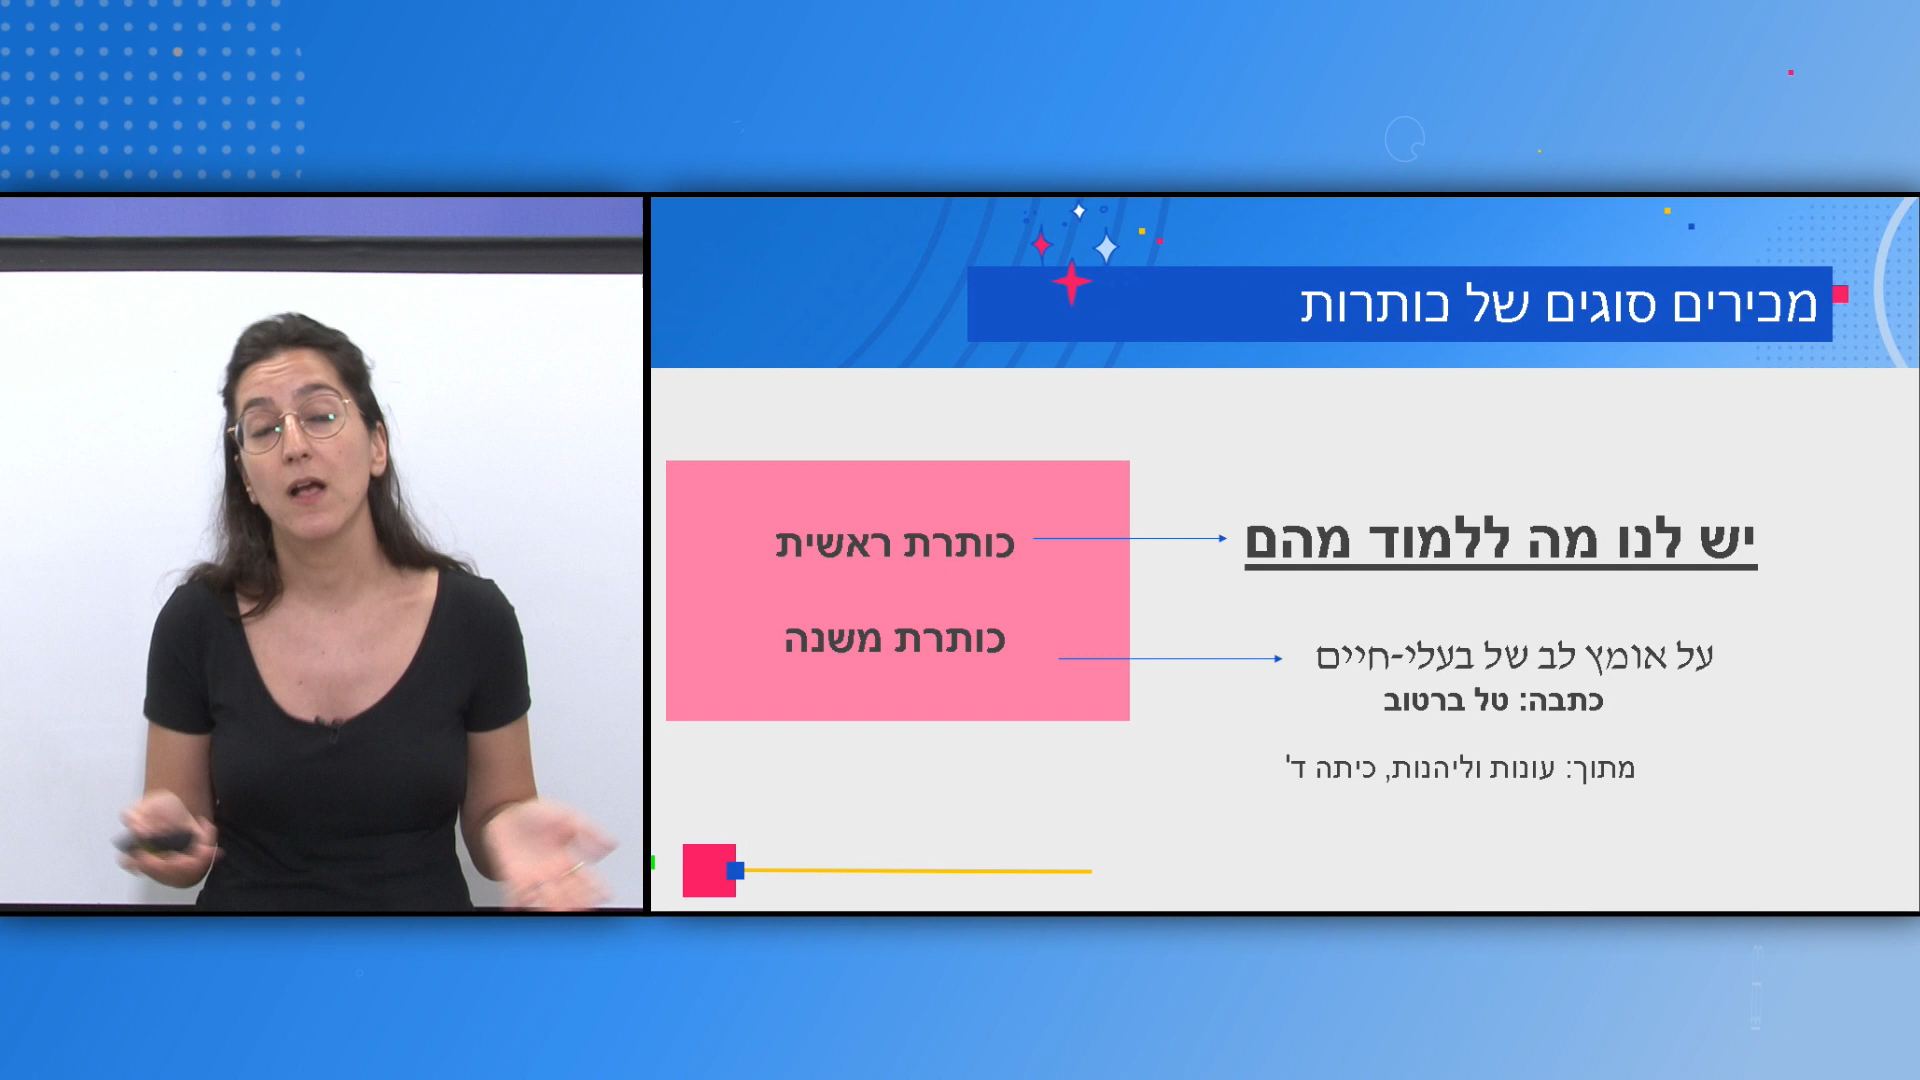 מכירים סוגים של כותרות
יש לנו מה ללמוד מהם
כותרת ראשית
על אומץ לב של בעלי-חיים
כותרת משנה
כתבה: טל ברטוב
מתוך: עונות וליהנות, כיתה ד'